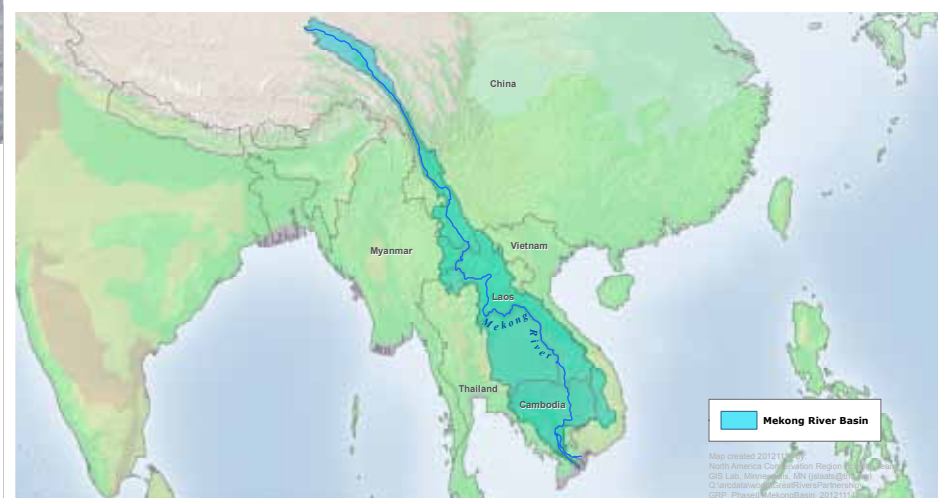 China
Myanmar
Vietnam
Laos
Mekong
River
Thailand
Cambodia
Mekong River Basin
Map created 201211
North America Conservation Region
GIS Lab, Minneapolis, MN